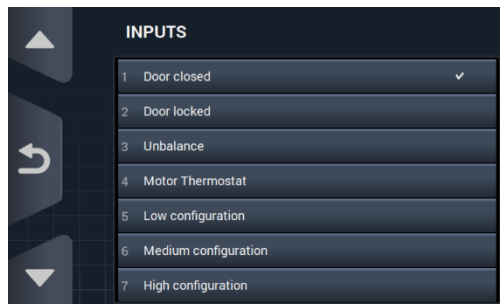 INPUTS
1 Door closed
2 Door locked
3 Unbalance
4 Motor Thermostat
5 Low configuration
6 Medium configuration
7 High configuration